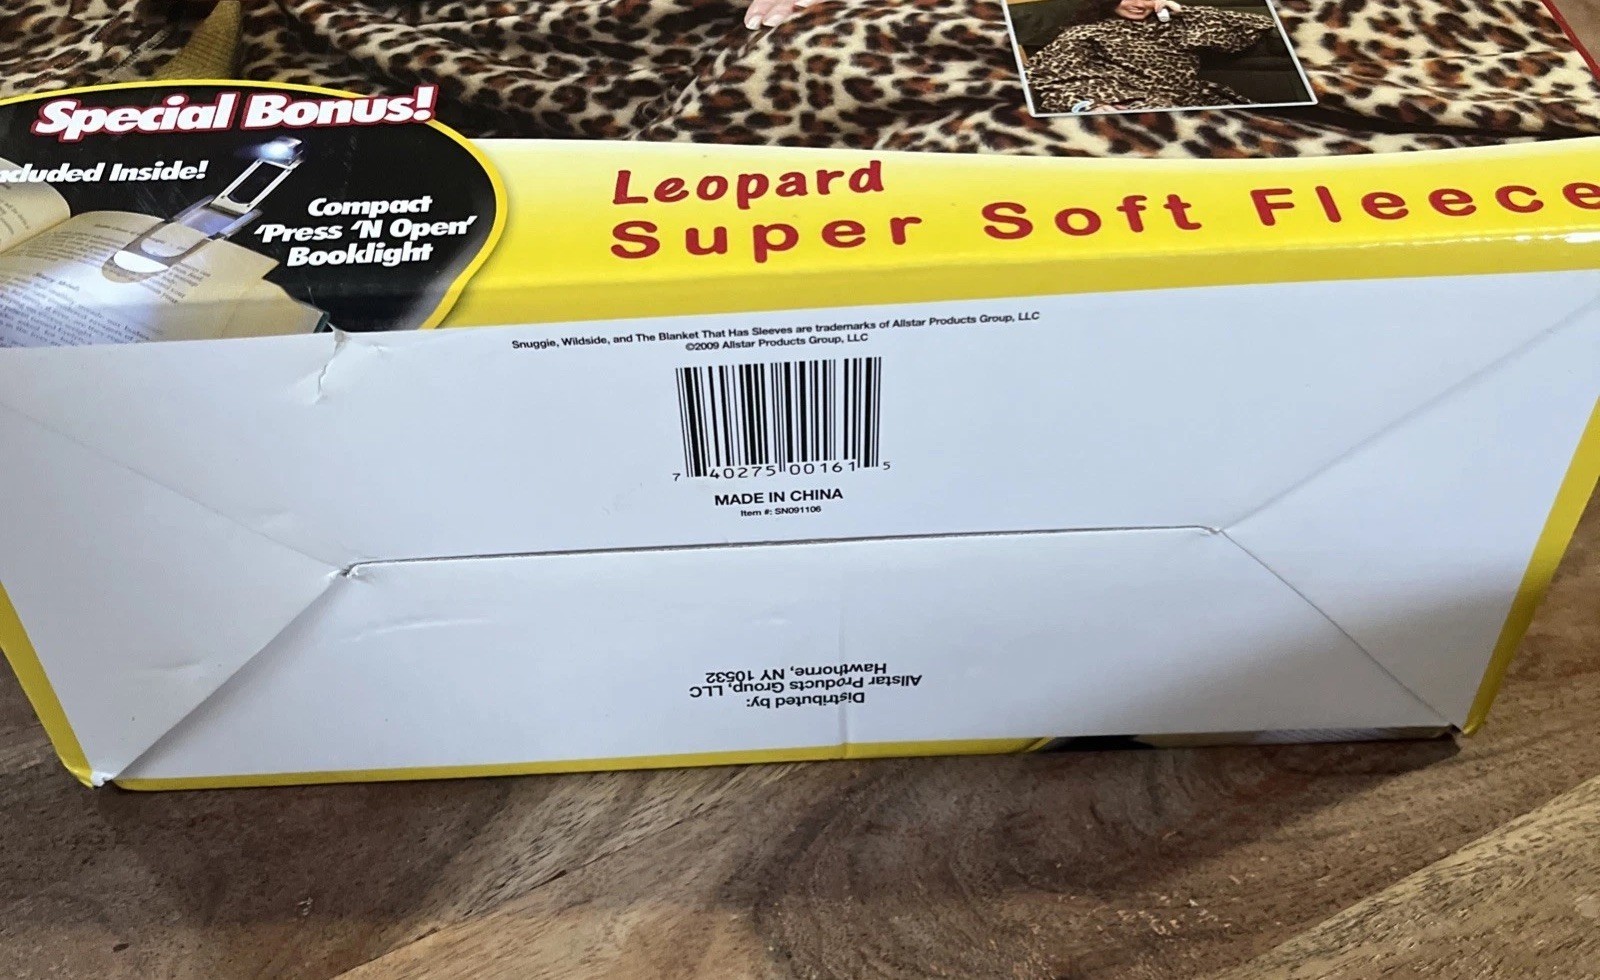 Special Bonus!
Included Inside!
Compact
'Press 'N Open'
Booklight
Leopard
Super Soft Fleece
Snuggie, Wildside, and The Blanket That Has Sleeves are trademarks of Allstar Products Group, LLC
©2009 Allstar Products Group, LLC
7 40275 00161 5
MADE IN CHINA
Item #: SN091106
Distributed by:
Allstar Products Group, LLC
Hawthorne, NY 10532